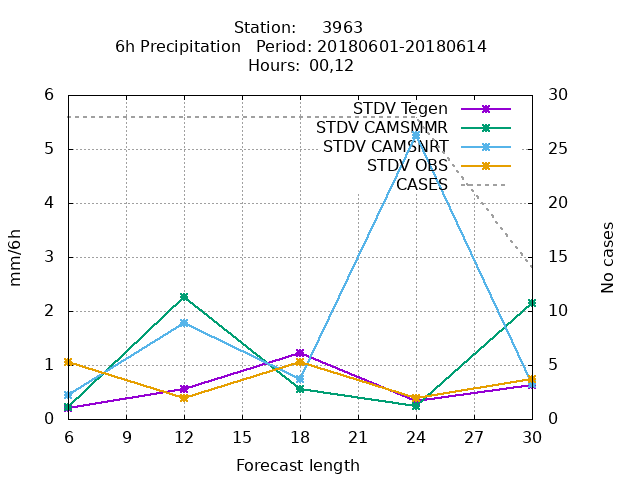 Station:     3963
6h Precipitation   Period: 20180601-20180614
Hours:  00,12
STDV Tegen
STDV CAMSMMR
STDV CAMSNRT
STDV OBS
CASES
6
5
4
3
2
1
0
30
25
20
15
10
5
0
mm/6h
No cases
6 9 12 15 18 21 24 27 30
Forecast length